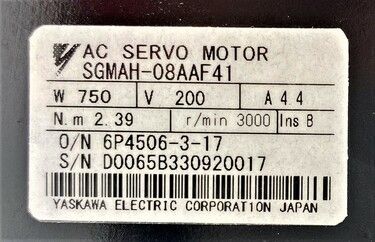 AC SERVO MOTOR
SGMAH-08AAF41
W 750 V 200 A 4.4
N.m 2.39 r/min 3000 Ins B
O/N 6P4506-3-17
S/N D0065B330920017
YASKAWA ELECTRIC CORPORATION JAPAN